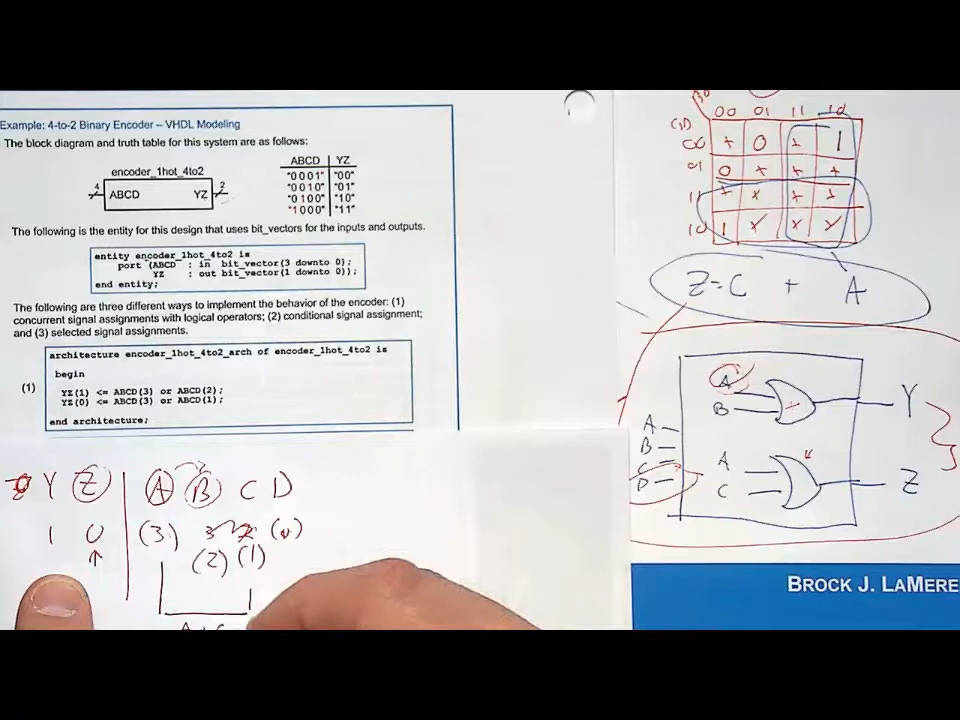 Example: 4-to-2 Binary Encoder – VHDL Modeling
The block diagram and truth table for this system are as follows:
encoder_1hot_4to2
4
ABCD
YZ
2
ABCD YZ
"0001" "00"
"0010" "01"
"0100" "10"
"1000" "11"
The following is the entity for this design that uses bit_vectors for the inputs and outputs.
entity encoder_1hot_4to2 is
port (ABCD : in bit_vector(3 downto 0);
YZ : out bit_vector(1 downto 0));
end entity;
The following are three different ways to implement the behavior of the encoder: (1)
concurrent signal assignments with logical operators; (2) conditional signal assignment;
and (3) selected signal assignments.
(1)
architecture encoder_1hot_4to2_arch of encoder_1hot_4to2 is
begin
YZ(1) <= ABCD(3) or ABCD(2);
YZ(0) <= ABCD(3) or ABCD(1);
end architecture;
Y Z A B C D
1 0 (3) (0)
(2) (1)
00 01 11 10
CD
00 x 0 x 1
01 0 x x x
11 x x x x
10 1 x x x
Z=C + A
A
B
Y
A
B
C
D
A
C
Z
BROCK J. LAMERE